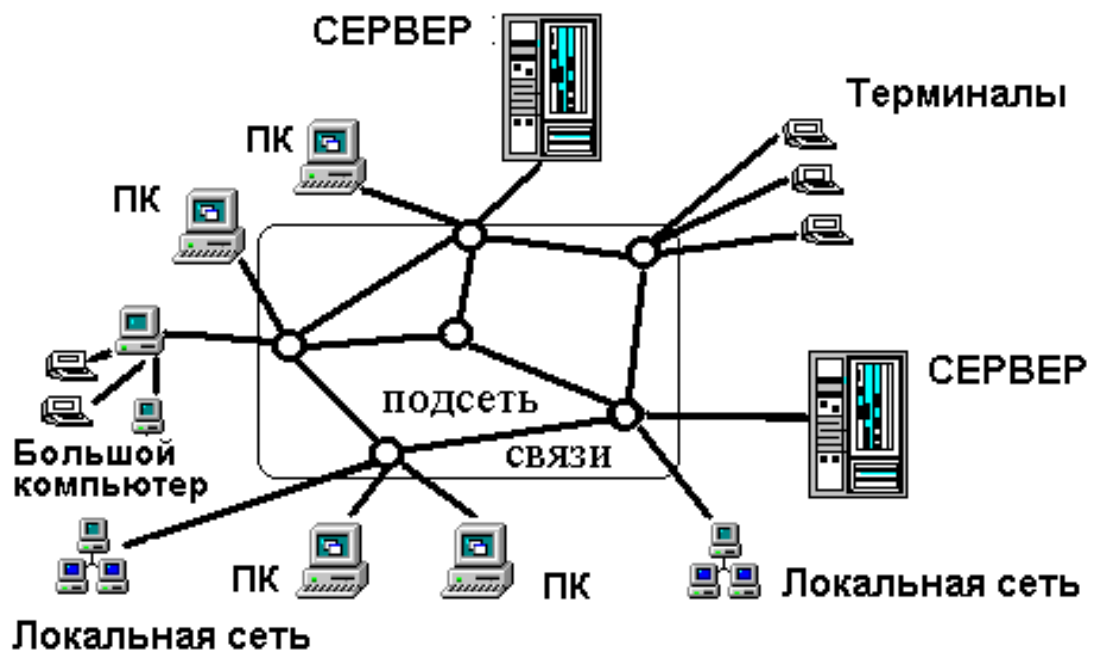 СЕРВЕР
Терминалы
ПК
ПК
СЕРВЕР
подсеть
связи
Большой
компьютер
ПК
ПК
Локальная сеть
Локальная сеть